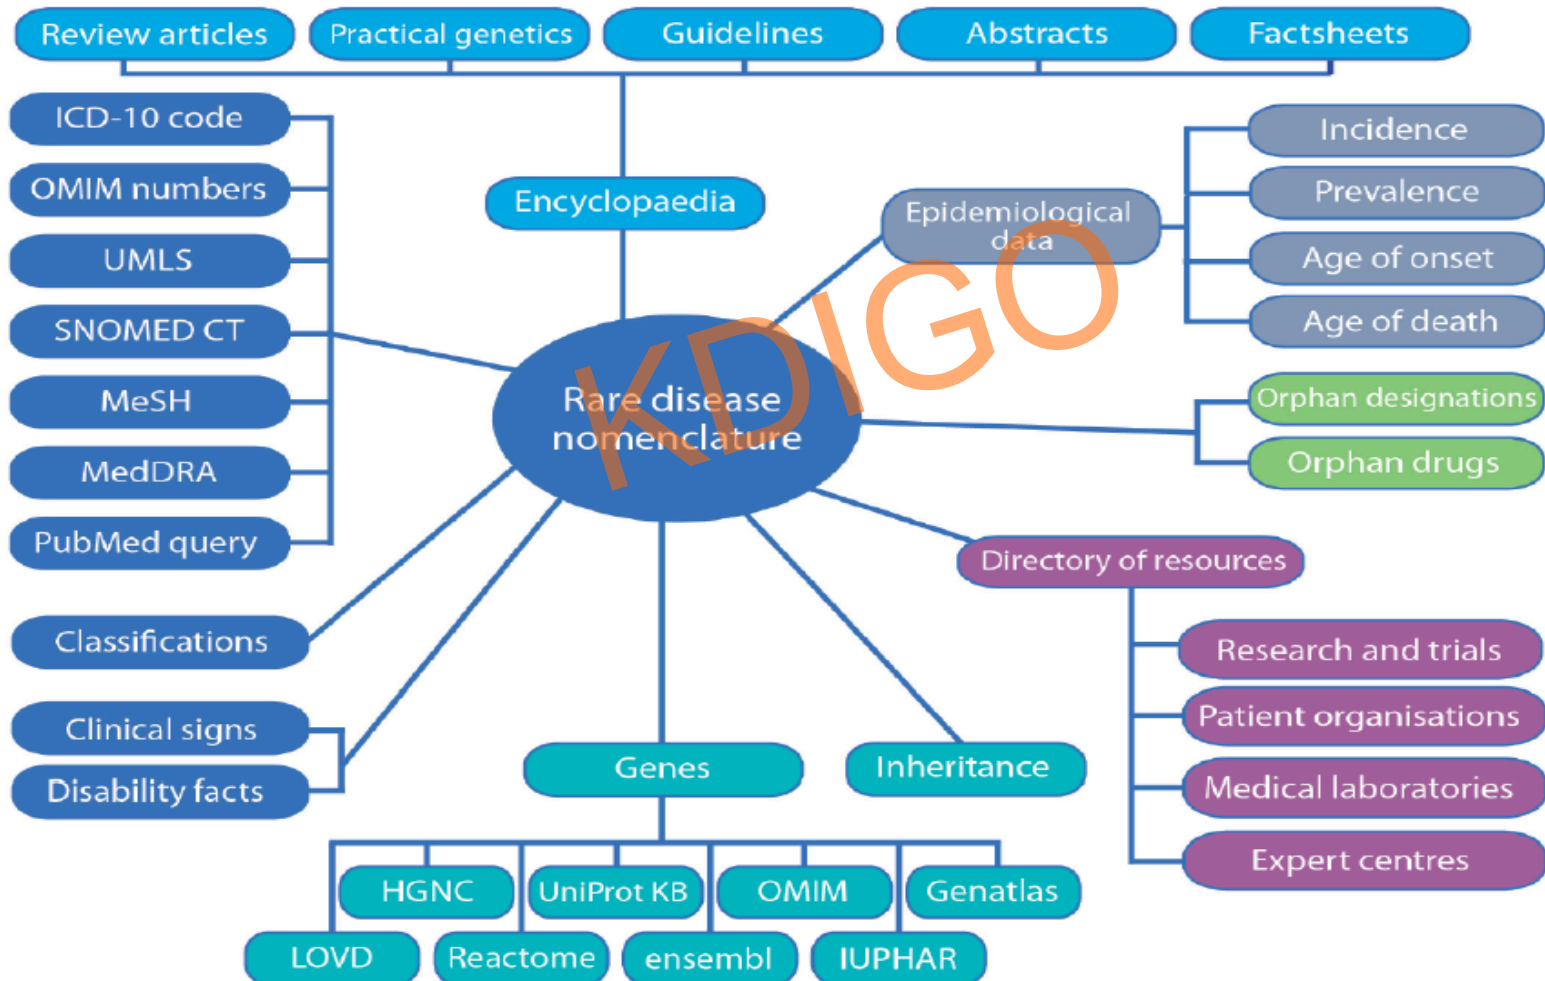 Review articles
Practical genetics
Guidelines
Abstracts
Factsheets
ICD-10 code
OMIM numbers
UMLS
SNOMED CT
MeSH
MedDRA
PubMed query
Classifications
Clinical signs
Disability facts
Encyclopaedia
Epidemiological
data
Incidence
Prevalence
Age of onset
Age of death
Rare disease
nomenclature
KDIGO
Orphan designations
Orphan drugs
Directory of resources
Research and trials
Patient organisations
Medical laboratories
Expert centres
Genes
Inheritance
HGNC
UniProt KB
OMIM
Genatlas
LOVD
Reactome
ensembl
IUPHAR